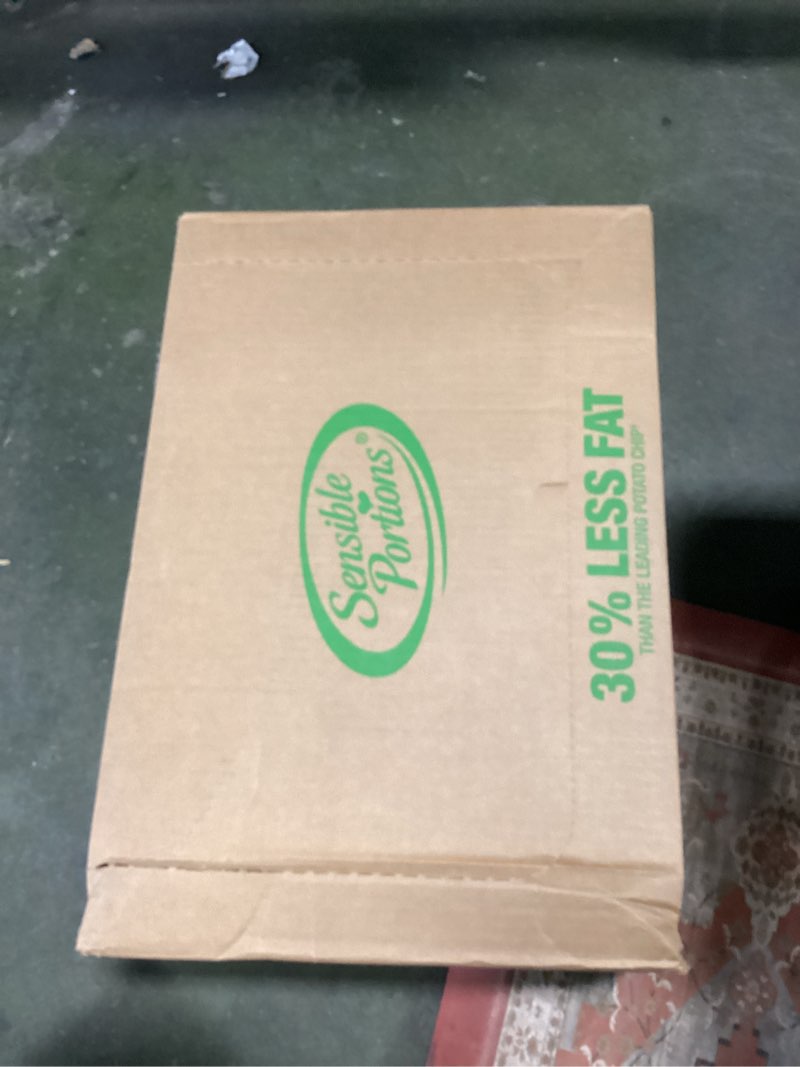 Sensible
Portions®
30% LESS FAT
THAN THE LEADING POTATO CHIP*